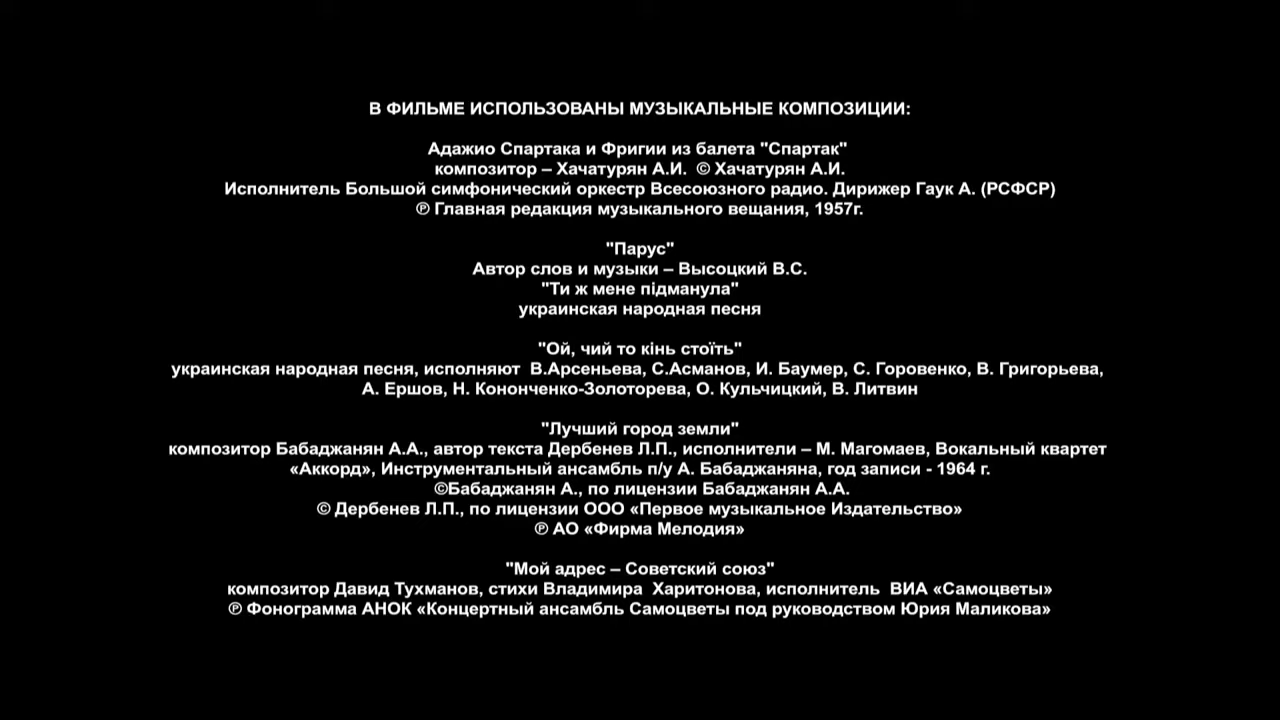 В ФИЛЬМЕ ИСПОЛЬЗОВАНЫ МУЗЫКАЛЬНЫЕ КОМПОЗИЦИИ:
Адажио Спартака и Фригии из балета "Спартак"
композитор – Хачатурян А.И. © Хачатурян А.И.
Исполнитель Большой симфонический оркестр Всесоюзного радио. Дирижер Гаук А. (РСФСР)
℗ Главная редакция музыкального вещания, 1957г.
"Парус"
Автор слов и музыки – Высоцкий В.С.
"Ти ж мене підманула"
украинская народная песня
"Ой, чий то кінь стоїть"
украинская народная песня, исполняют В.Арсеньева, С.Асманов, И. Баумер, С. Горовенко, В. Григорьева,
А. Ершов, Н. Кононченко-Золоторева, О. Кульчицкий, В. Литвин
"Лучший город земли"
композитор Бабаджанян А.А., автор текста Дербенев Л.П., исполнители – М. Магомаев, Вокальный квартет
«Аккорд», Инструментальный ансамбль п/у А. Бабаджаняна, год записи - 1964 г.
©Бабаджанян А., по лицензии Бабаджанян А.А.
© Дербенев Л.П., по лицензии ООО «Первое музыкальное Издательство»
℗ АО «Фирма Мелодия»
"Мой адрес – Советский союз"
композитор Давид Тухманов, стихи Владимира Харитонова, исполнитель ВИА «Самоцветы»
℗ Фонограмма АНОК «Концертный ансамбль Самоцветы под руководством Юрия Маликова»